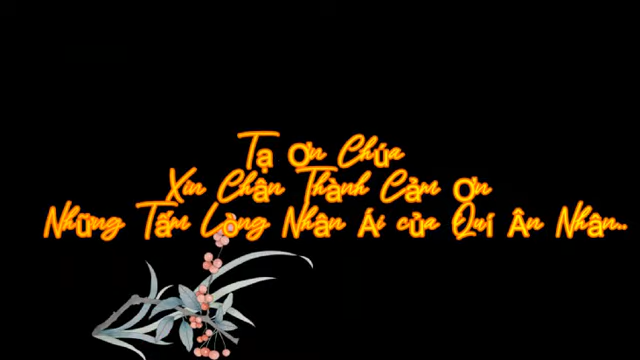 Tạ Ơn Chúa
Xin Chân Thành Cảm Ơn
Những Tấm Lòng Nhân Ái của Quí Ân Nhân..